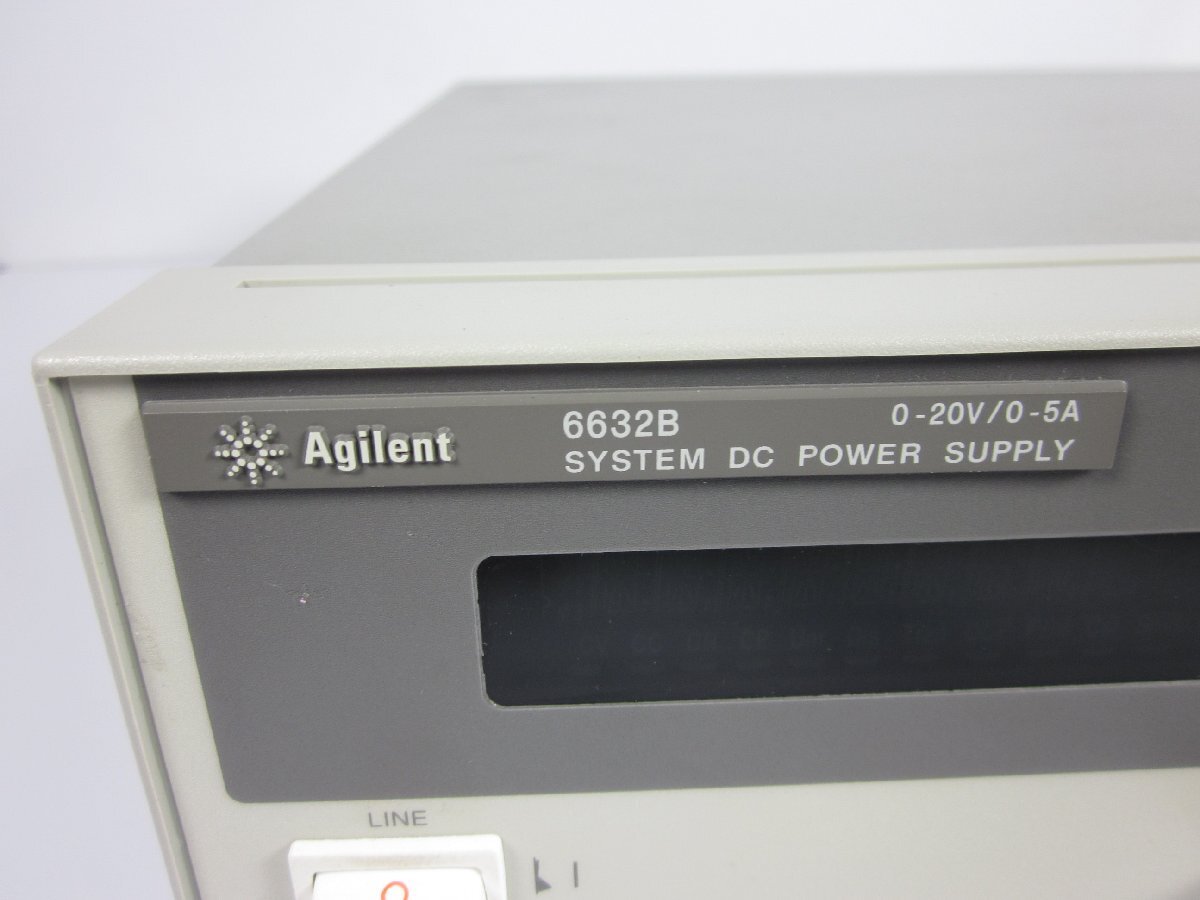 Agilent
6632B 0-20V/0-5A
SYSTEM DC POWER SUPPLY
LINE